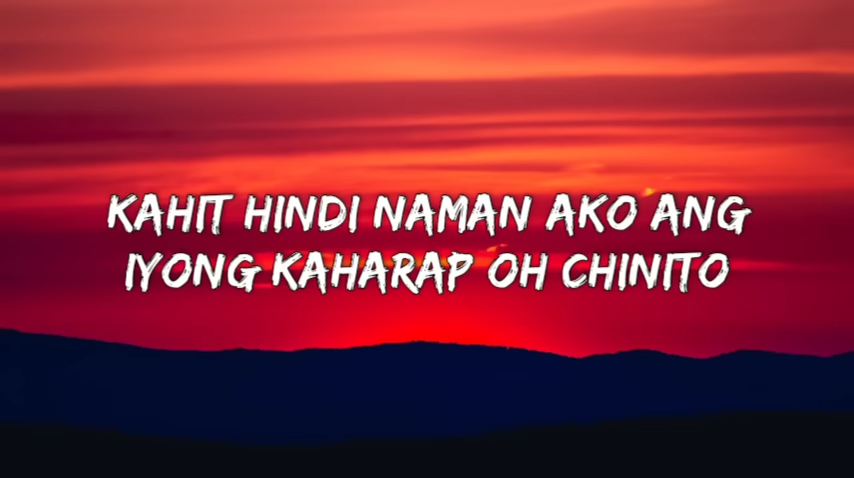 KAHIT HINDI NAMAN AKO ANG
IYONG KAHARAP OH CHINITO